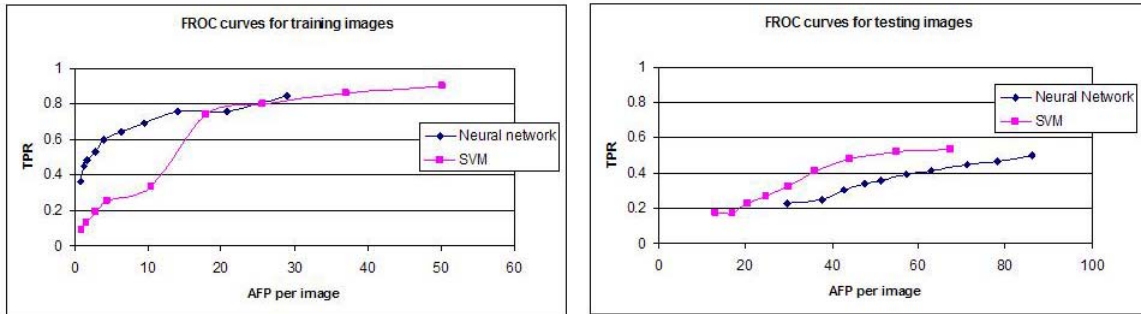 FROC curves for training images
1
0.8
0.6
0.4
0.2
0
TPR
0 10 20 30 40 50 60
AFP per image
Neural network
SVM
FROC curves for testing images
1
0.8
0.6
0.4
0.2
0
TPR
0 20 40 60 80 100
AFP per image
Neural Network
SVM